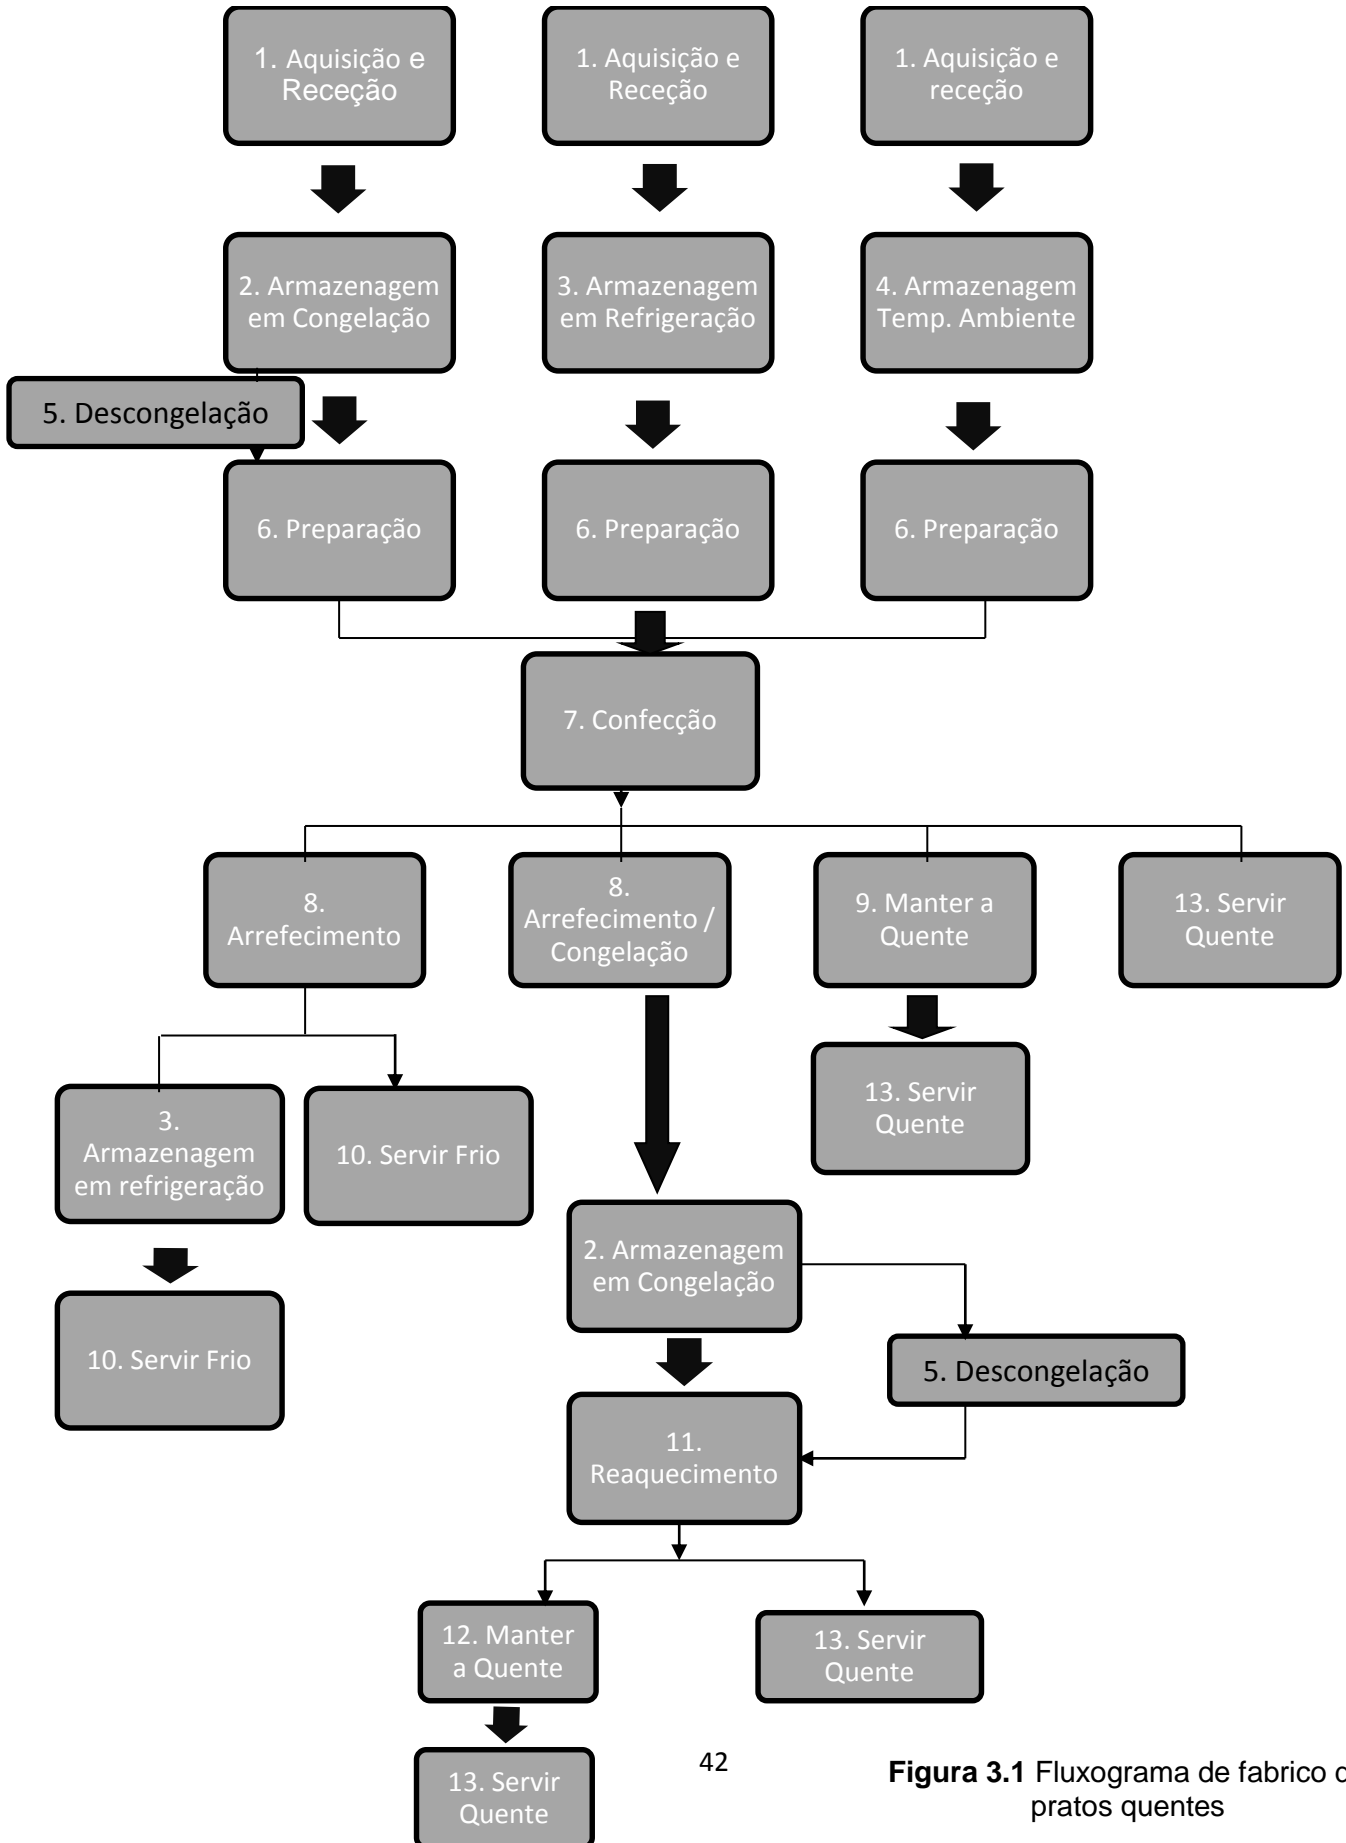 1. Aquisição e
Receção
1. Aquisição e
Receção
1. Aquisição e
receção
2. Armazenagem
em Congelação
3. Armazenagem
em Refrigeração
4. Armazenagem
Temp. Ambiente
5. Descongelação
6. Preparação
6. Preparação
6. Preparação
7. Confecção
8.
Arrefecimento
8.
Arrefecimento /
Congelação
9. Manter a
Quente
13. Servir
Quente
3.
Armazenagem
em refrigeração
10. Servir Frio
13. Servir
Quente
2. Armazenagem
em Congelação
10. Servir Frio
5. Descongelação
11.
Reaquecimento
12. Manter
a Quente
13. Servir
Quente
13. Servir
Quente
42
Figura 3.1 Fluxograma de fabrico
pratos quentes